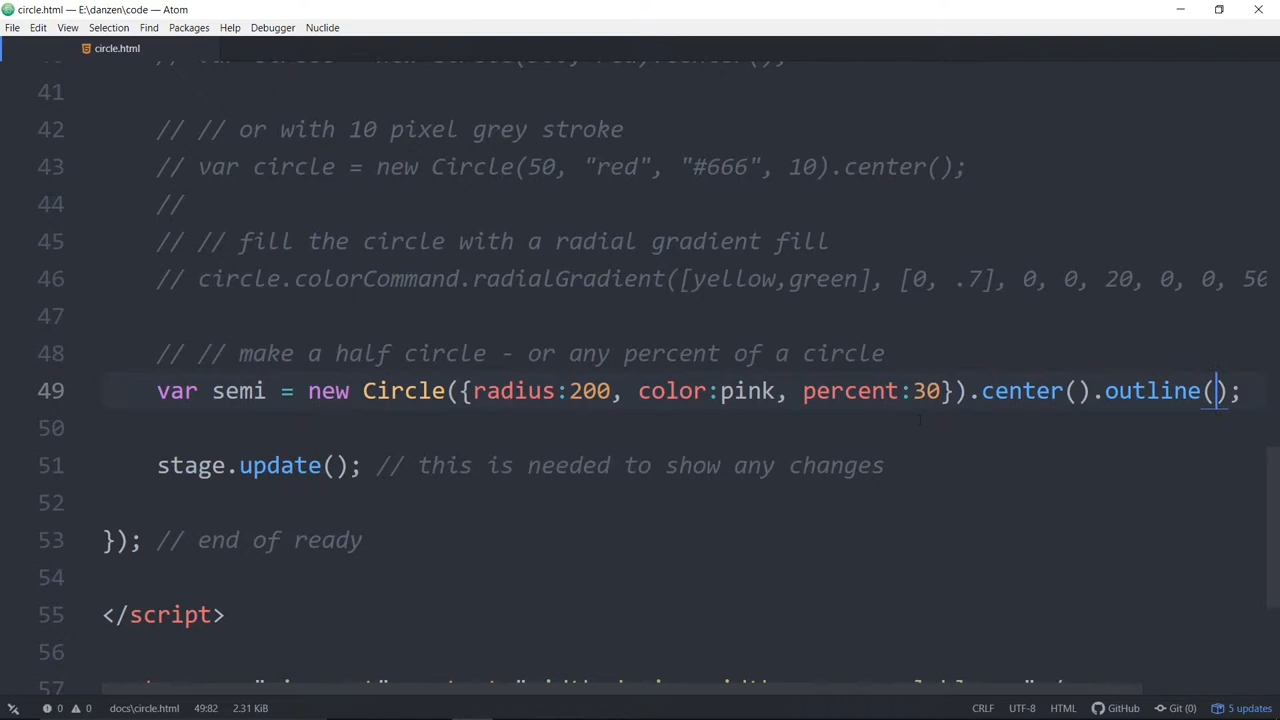 circle.html — E:\danzen\code — Atom
File Edit View Selection Find Packages Help Debugger Nuclide
circle.html
41
42 // // or with 10 pixel grey stroke
43 // var circle = new Circle(50, "red", "#666", 10).center();
44 //
45 // // fill the circle with a radial gradient fill
46 // circle.colorCommand.radialGradient([yellow,green], [0, .7], 0, 0, 20, 0, 0, 50
47
48 // // make a half circle - or any percent of a circle
49 var semi = new Circle({radius:200, color:pink, percent:30}).center().outline();
50
51 stage.update(); // this is needed to show any changes
52
53 }); // end of ready
54
55 </script>
56
57
0 0 docs\circle.html 49:82 2.31 KiB CRLF UTF-8 HTML GitHub Git (0) 5 updates